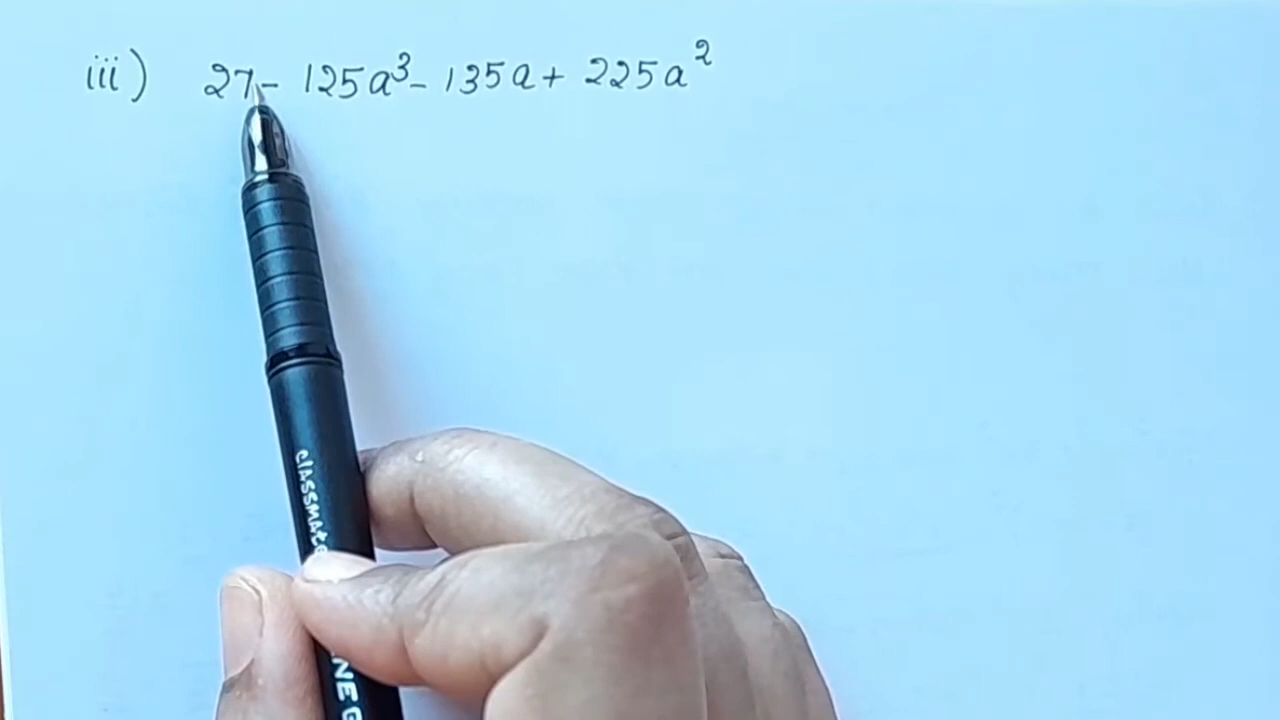 iii) 27 - 125a³ - 135a + 225a²
classmate